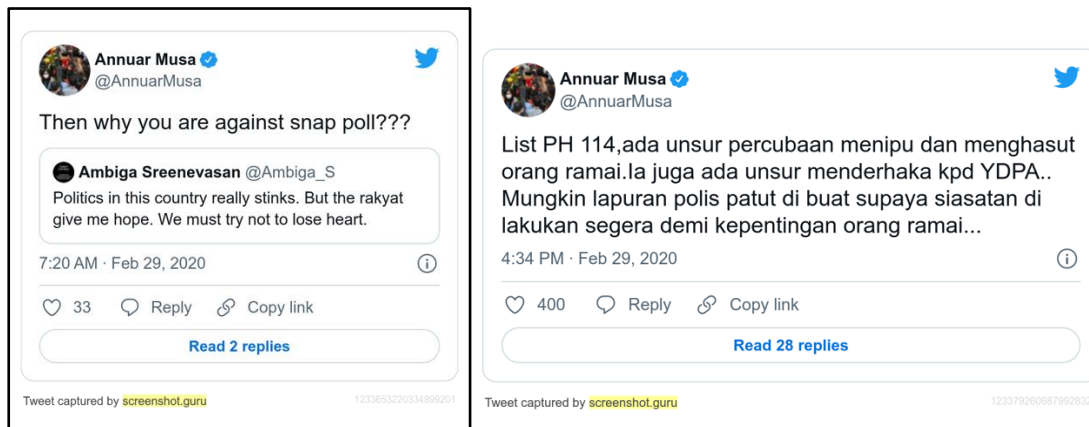 Annuar Musa
@AnnuarMusa
Then why you are against snap poll???
Ambiga Sreenevasan @Ambiga_S
Politics in this country really stinks. But the rakyat
give me hope. We must try not to lose heart.
7:20 AM · Feb 29, 2020
33 Reply Copy link
Read 2 replies
Tweet captured by screenshot.guru
1233653220334899201
Annuar Musa
@AnnuarMusa
List PH 114,ada unsur percubaan menipu dan menghasut
orang ramai.Ia juga ada unsur menderhaka kpd YDPA..
Mungkin lapuran polis patut di buat supaya siasatan di
lakukan segera demi kepentingan orang ramai...
4:34 PM · Feb 29, 2020
400 Reply Copy link
Read 28 replies
Tweet captured by screenshot.guru